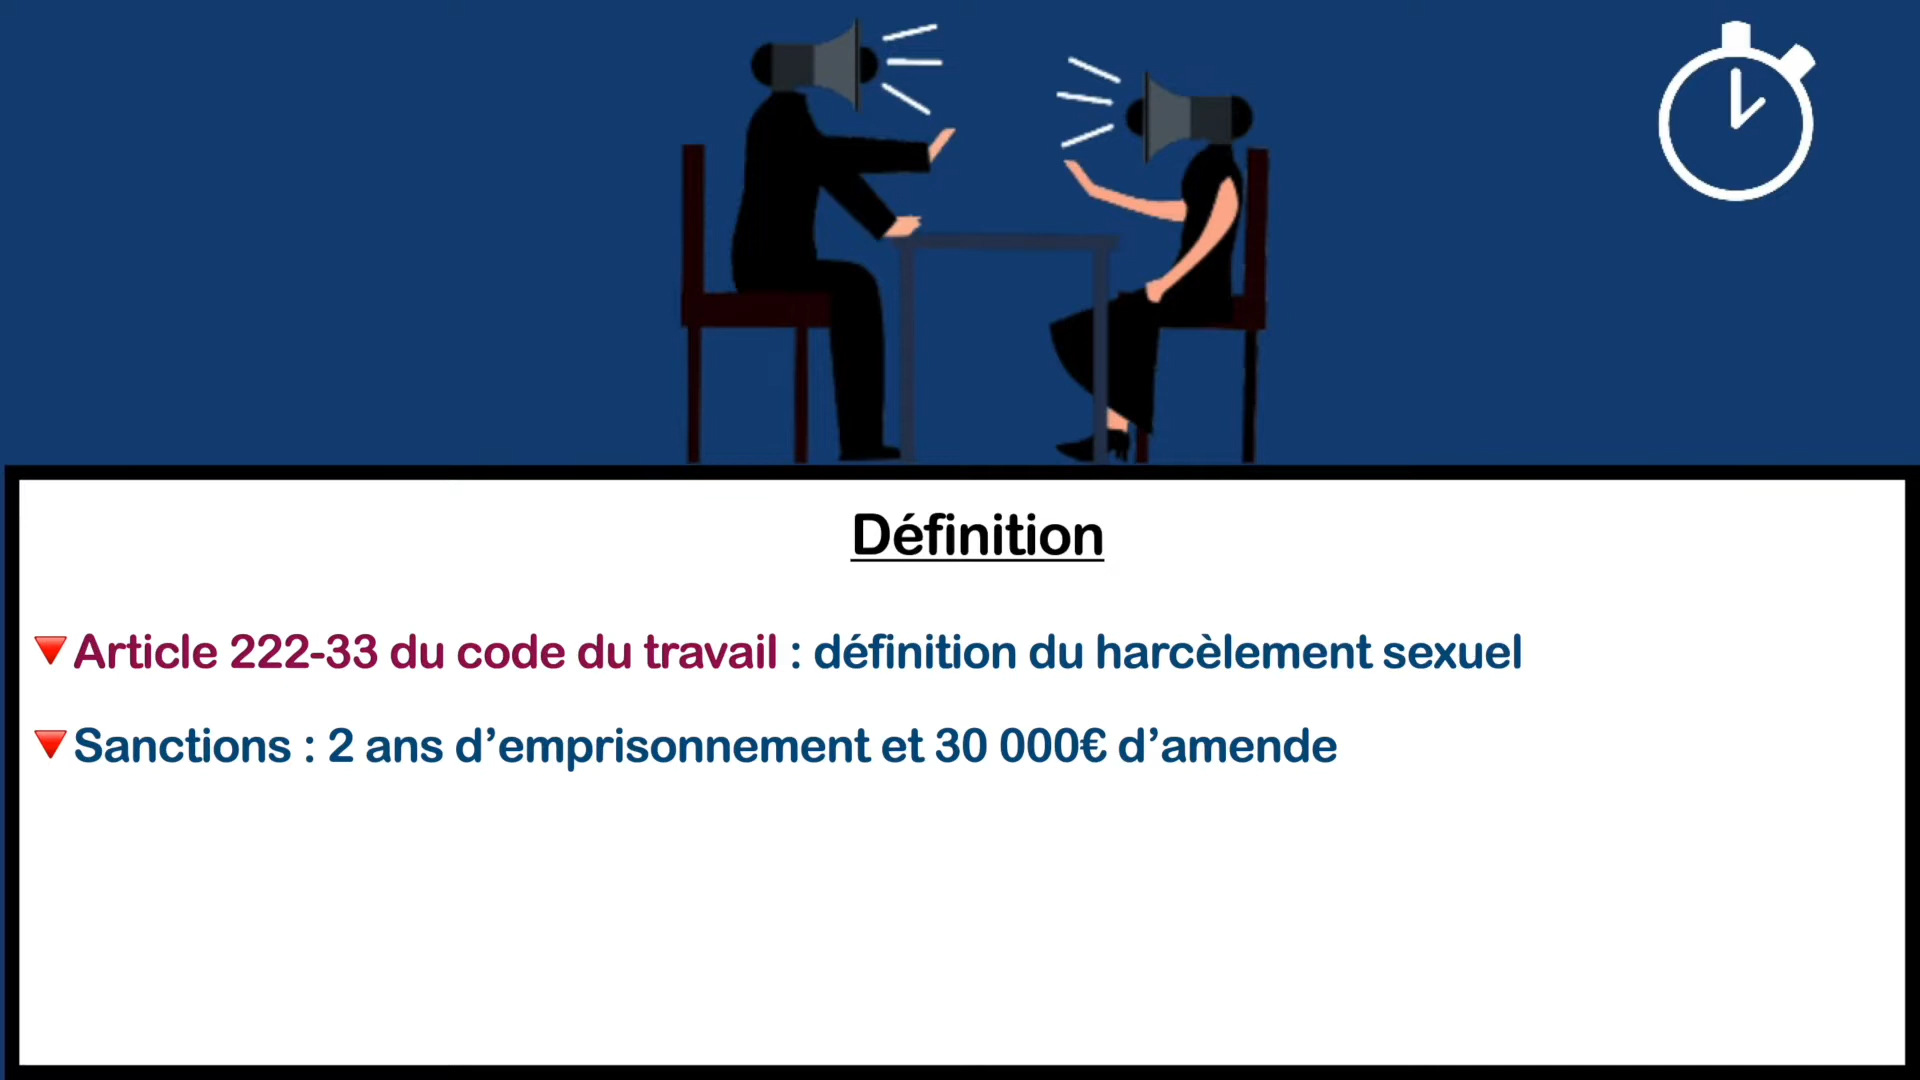 Définition
🔻Article 222-33 du code du travail : définition du harcèlement sexuel
🔻Sanctions : 2 ans d’emprisonnement et 30 000€ d’amende